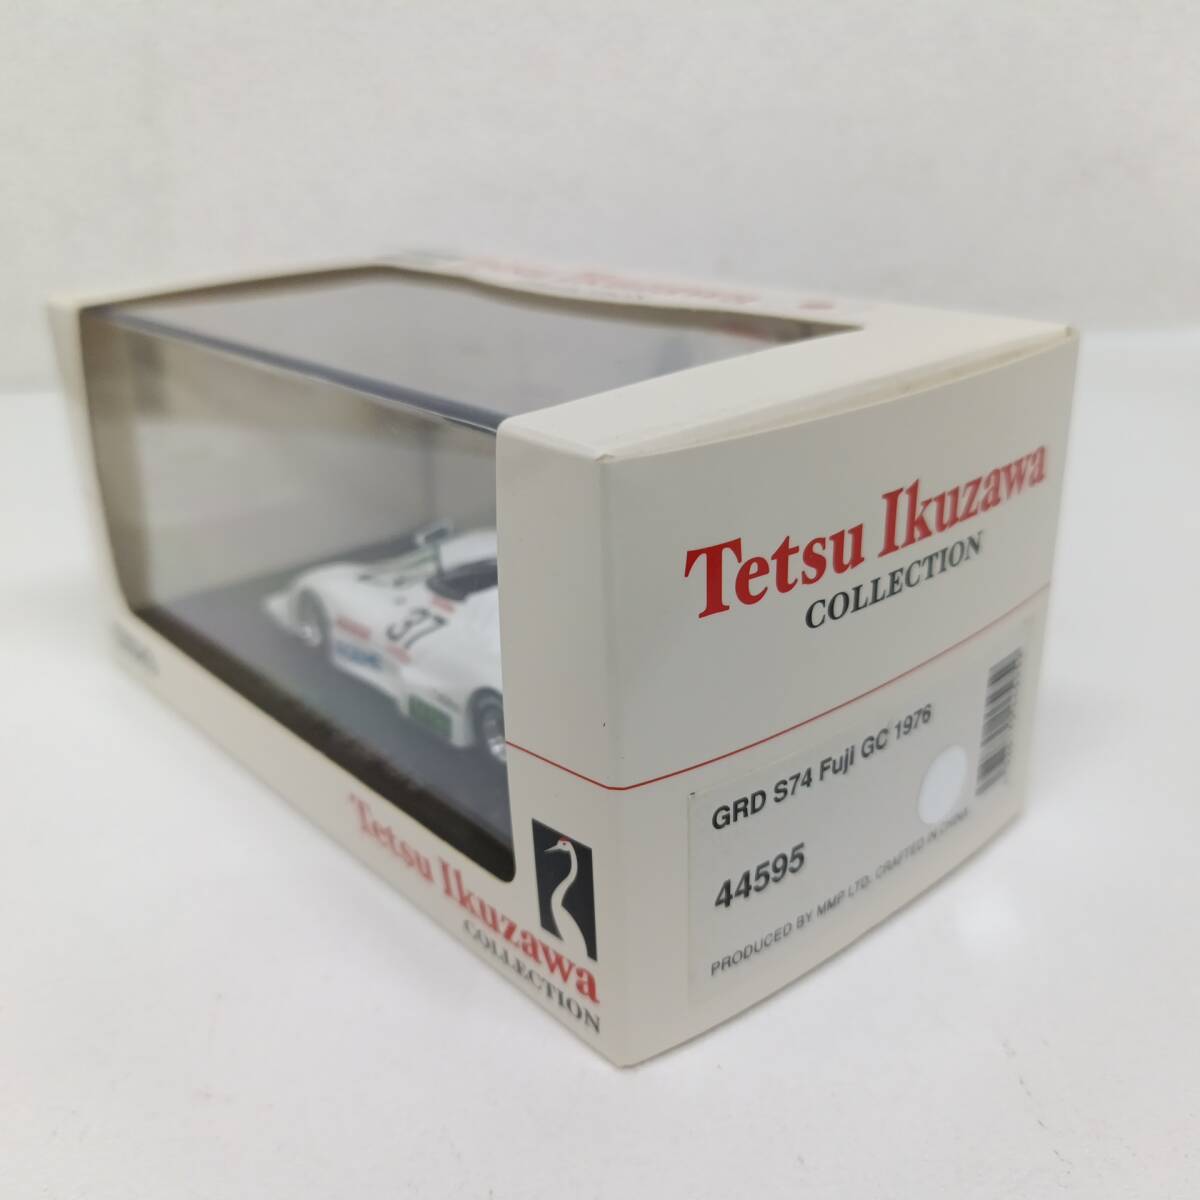 Tetsu Ikuzawa
COLLECTION
GRD S74 Fuji GC 1976
44595
PRODUCED BY MMP LTD. CRAFTED IN CHINA
Tetsu Ikuzawa
COLLECTION
37